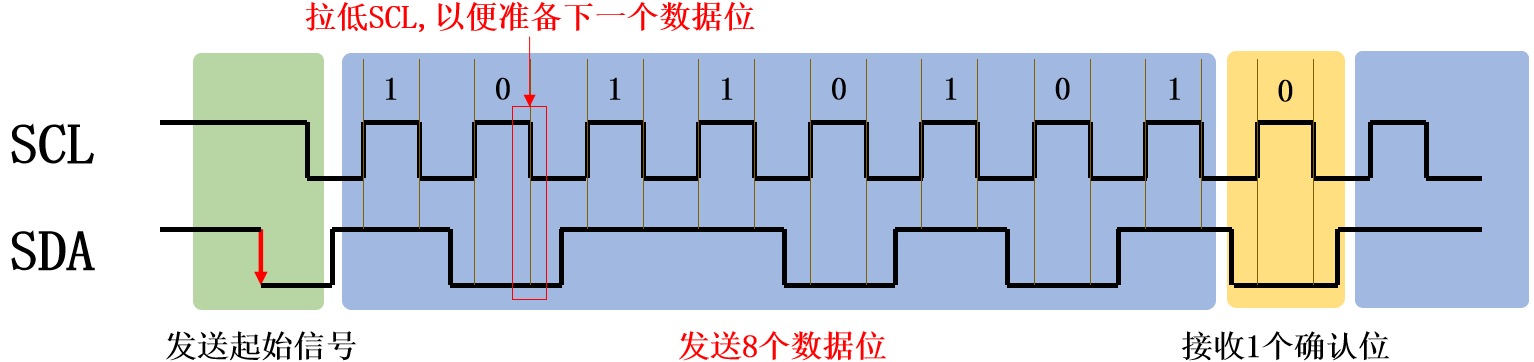 拉低SCL, 以便准备下一个数据位
1 0 1 1 0 1 0 1 0
SCL
SDA
发送起始信号 发送8个数据位 接收1个确认位